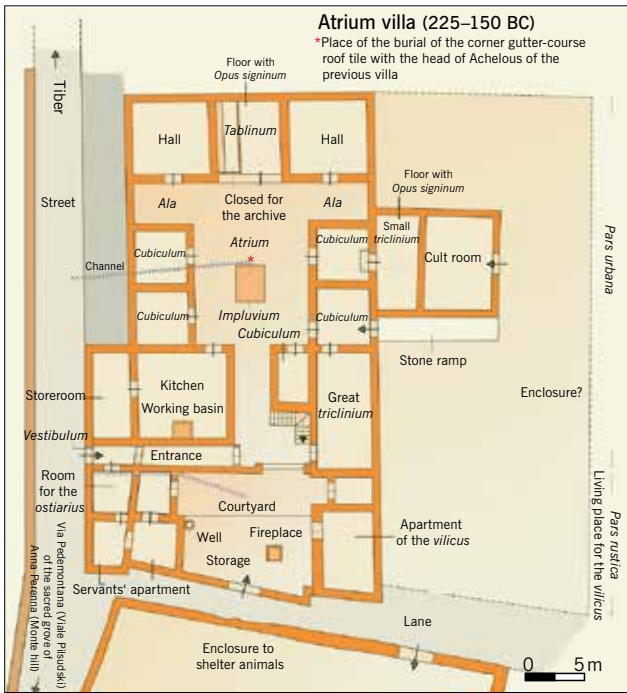 Atrium villa (225–150 BC)
*Place of the burial of the corner gutter-course
roof tile with the head of Achelous of the
previous villa
Tiber
Street
Floor with
Opus signinum
Hall
Tablinum
Hall
Ala
Closed for
the archive
Ala
Floor with
Opus signinum
Atrium
*
Cubiculum
Cubiculum
Small
triclinium
Cult room
Channel
Impluvium
Cubiculum
Cubiculum
Cubiculum
Stone ramp
Pars urbana
Storeroom
Kitchen
Working basin
Great
triclinium
Enclosure?
Vestibulum
Entrance
Room
for the
ostiarius
Courtyard
Well
Fireplace
Storage
Apartment
of the vilicus
Servants' apartment
Pars rustica
Living place for the vilicus
Via Pedemontana (Viale Pilsudski)
of the sacred grove of
Anna Perenna (Monte hill)
Lane
Enclosure to
shelter animals
0 5 m